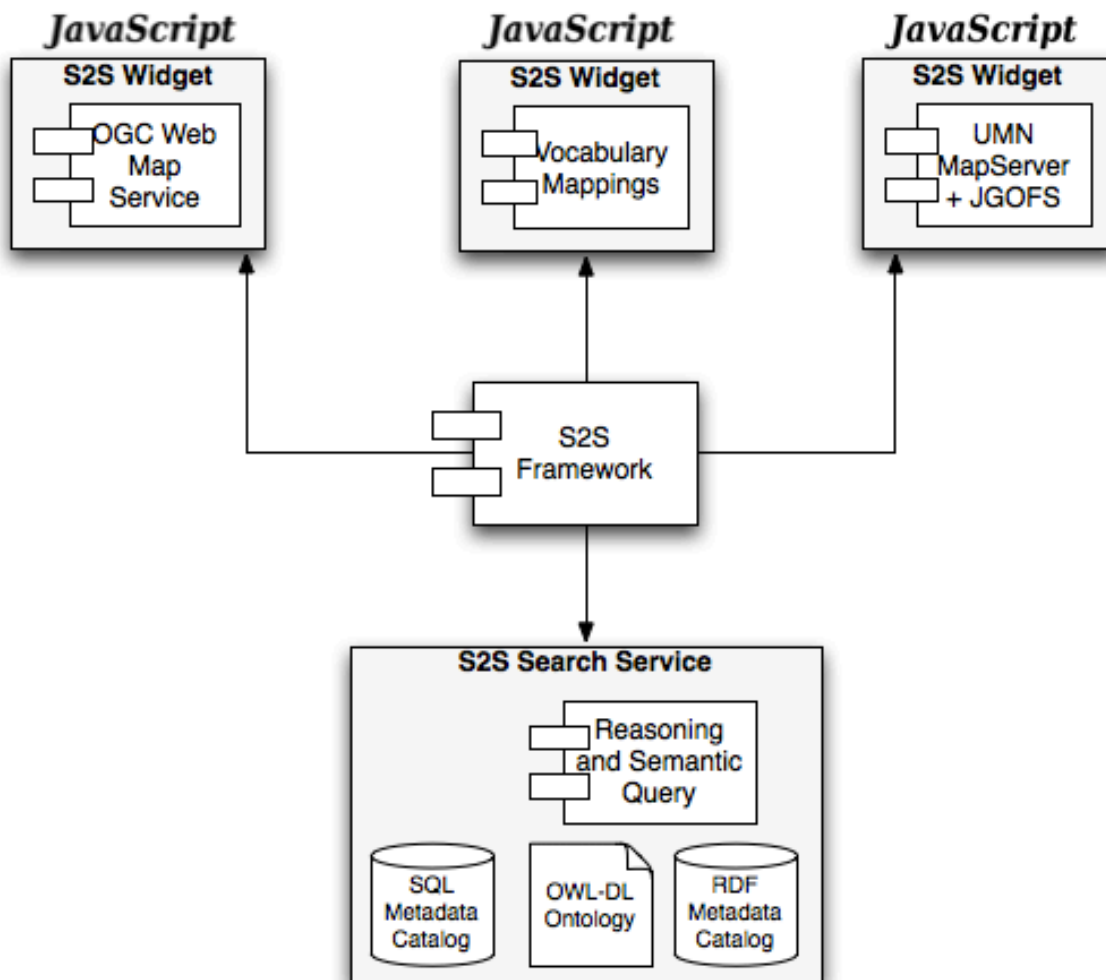 JavaScript
JavaScript
JavaScript
S2S Widget
OGC Web
Map
Service
S2S Widget
Vocabulary
Mappings
S2S Widget
UMN
MapServer
+ JGOFS
S2S
Framework
S2S Search Service
Reasoning
and Semantic
Query
SQL
Metadata
Catalog
OWL-DL
Ontology
RDF
Metadata
Catalog